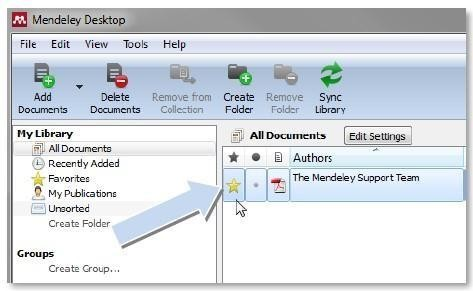 Mendeley Desktop
File Edit View Tools Help
Add Documents
Delete Documents
Remove from Collection
Create Folder
Remove Folder
Sync Library
My Library
All Documents
Recently Added
Favorites
My Publications
Unsorted
Create Folder
Groups
Create Group...
All Documents Edit Settings
Authors
The Mendeley Support Team